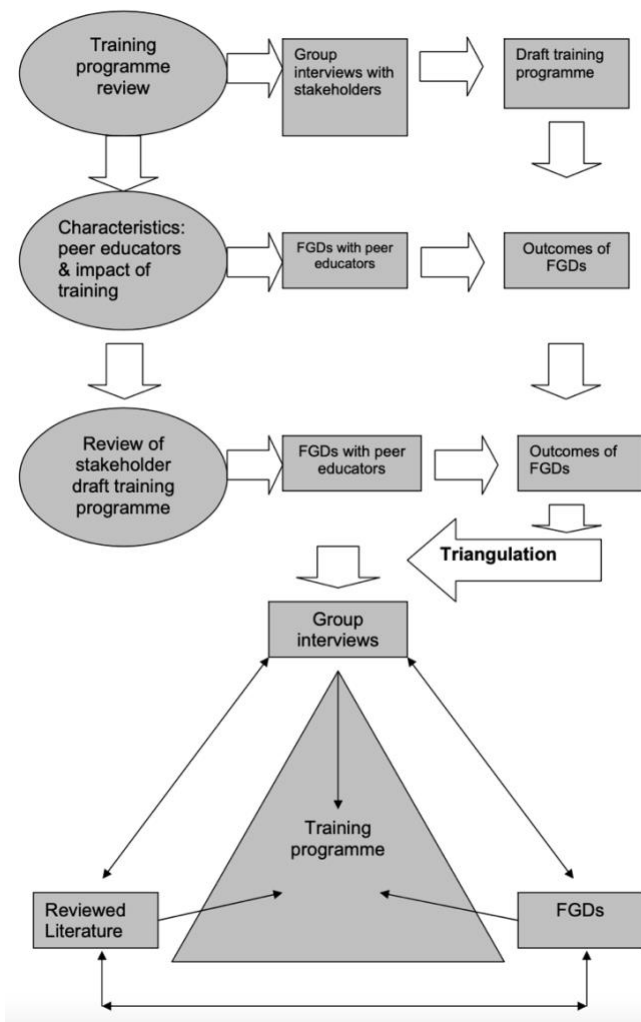 Training
programme
review
Group
interviews with
stakeholders
Draft training
programme
Characteristics:
peer educators
& impact of
training
FGDs with peer
educators
Outcomes of
FGDs
Review of
stakeholder
draft training
programme
FGDs with peer
educators
Outcomes of
FGDs
Triangulation
Group
interviews
Training
programme
Reviewed
Literature
FGDs